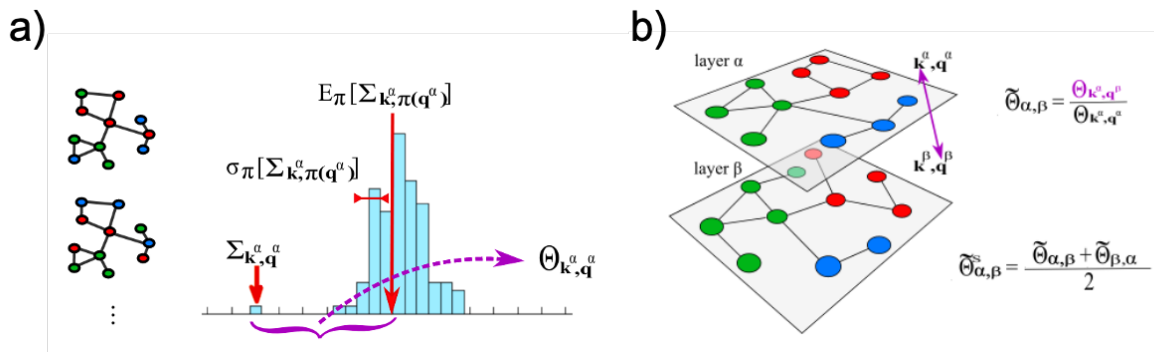 a)
E_π[Σ_{k^α,π(q^α)}]
σ_π[Σ_{k^α,π(q^α)}]
Σ_{k^α,q^α}
Θ_{k^α,q^α}
⋮
b)
layer α
k^α,q^α
Θ̃_{α,β} = Θ_{k^α,q^β} / Θ_{k^α,q^α}
layer β
k^β,q^β
Θ̃^s_{α,β} = (Θ̃_{α,β} + Θ̃_{β,α}) / 2